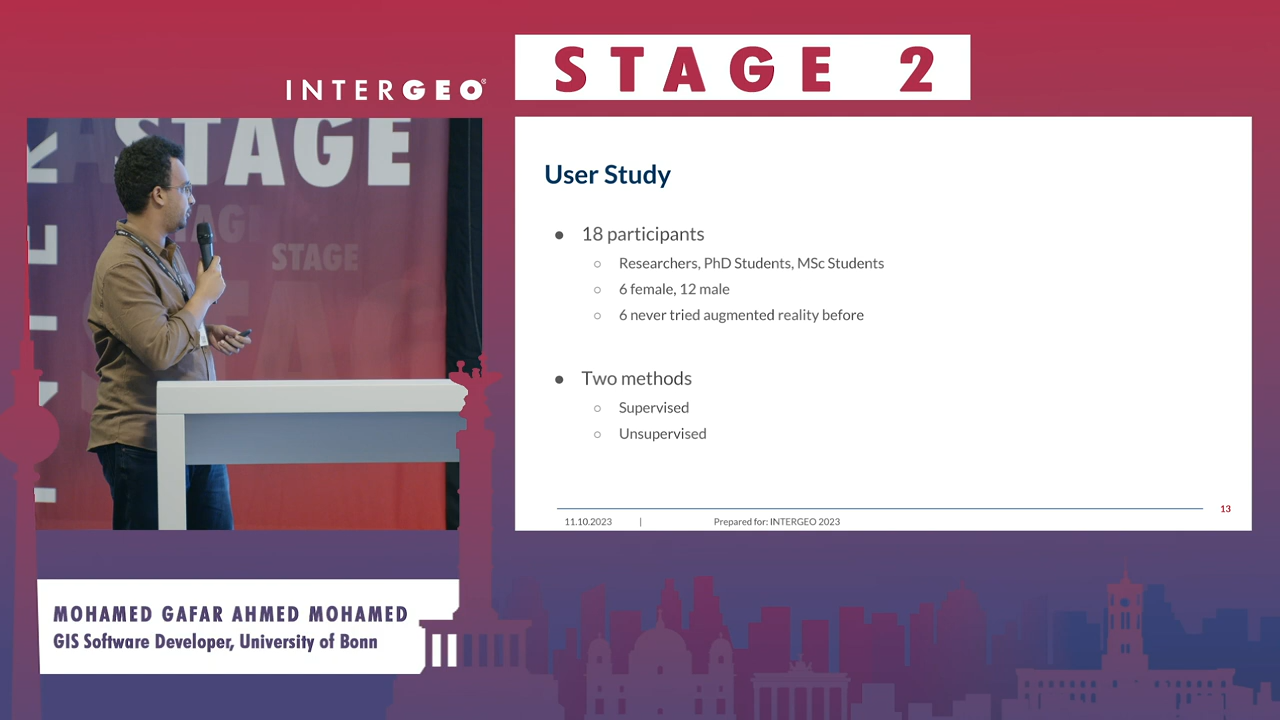 STAGE 2
INTERGEO®
STAGE
STAGE
User Study
● 18 participants
○ Researchers, PhD Students, MSc Students
○ 6 female, 12 male
○ 6 never tried augmented reality before
● Two methods
○ Supervised
○ Unsupervised
11.10.2023 | Prepared for: INTERGEO 2023
13
MOHAMED GAFAR AHMED MOHAMED
GIS Software Developer, University of Bonn